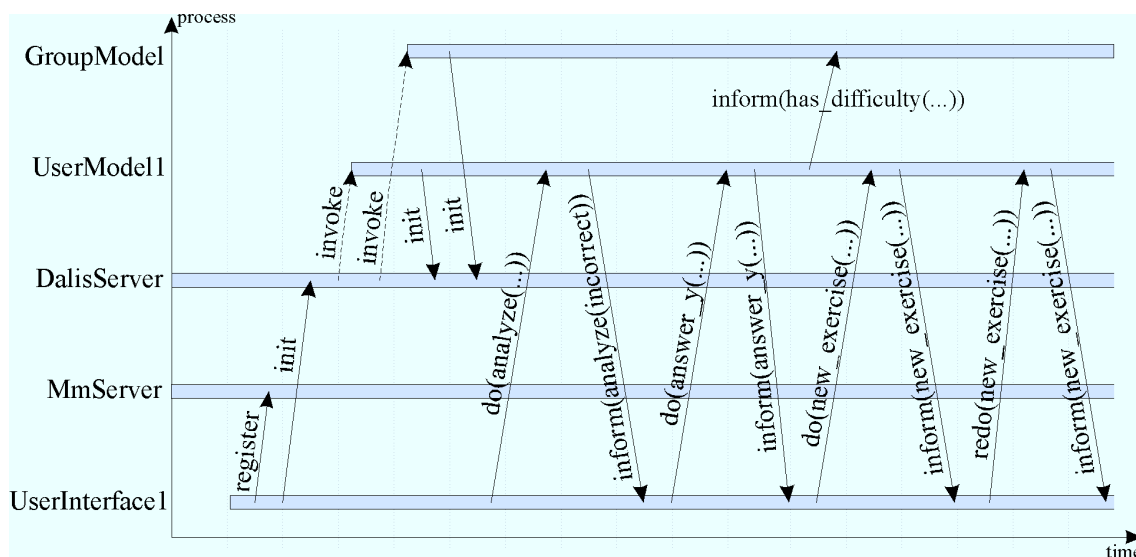 process
GroupModel
inform(has_difficulty(...))
UserModel1
invoke
invoke
init
init
DalisServer
init
MmServer
register
UserInterface1
do(analyze(...))
inform(analyze(incorrect))
do(answer_y(...))
inform(answer_y(...))
do(new_exercise(...))
inform(new_exercise(...))
redo(new_exercise(...))
inform(new_exercise(...))
time